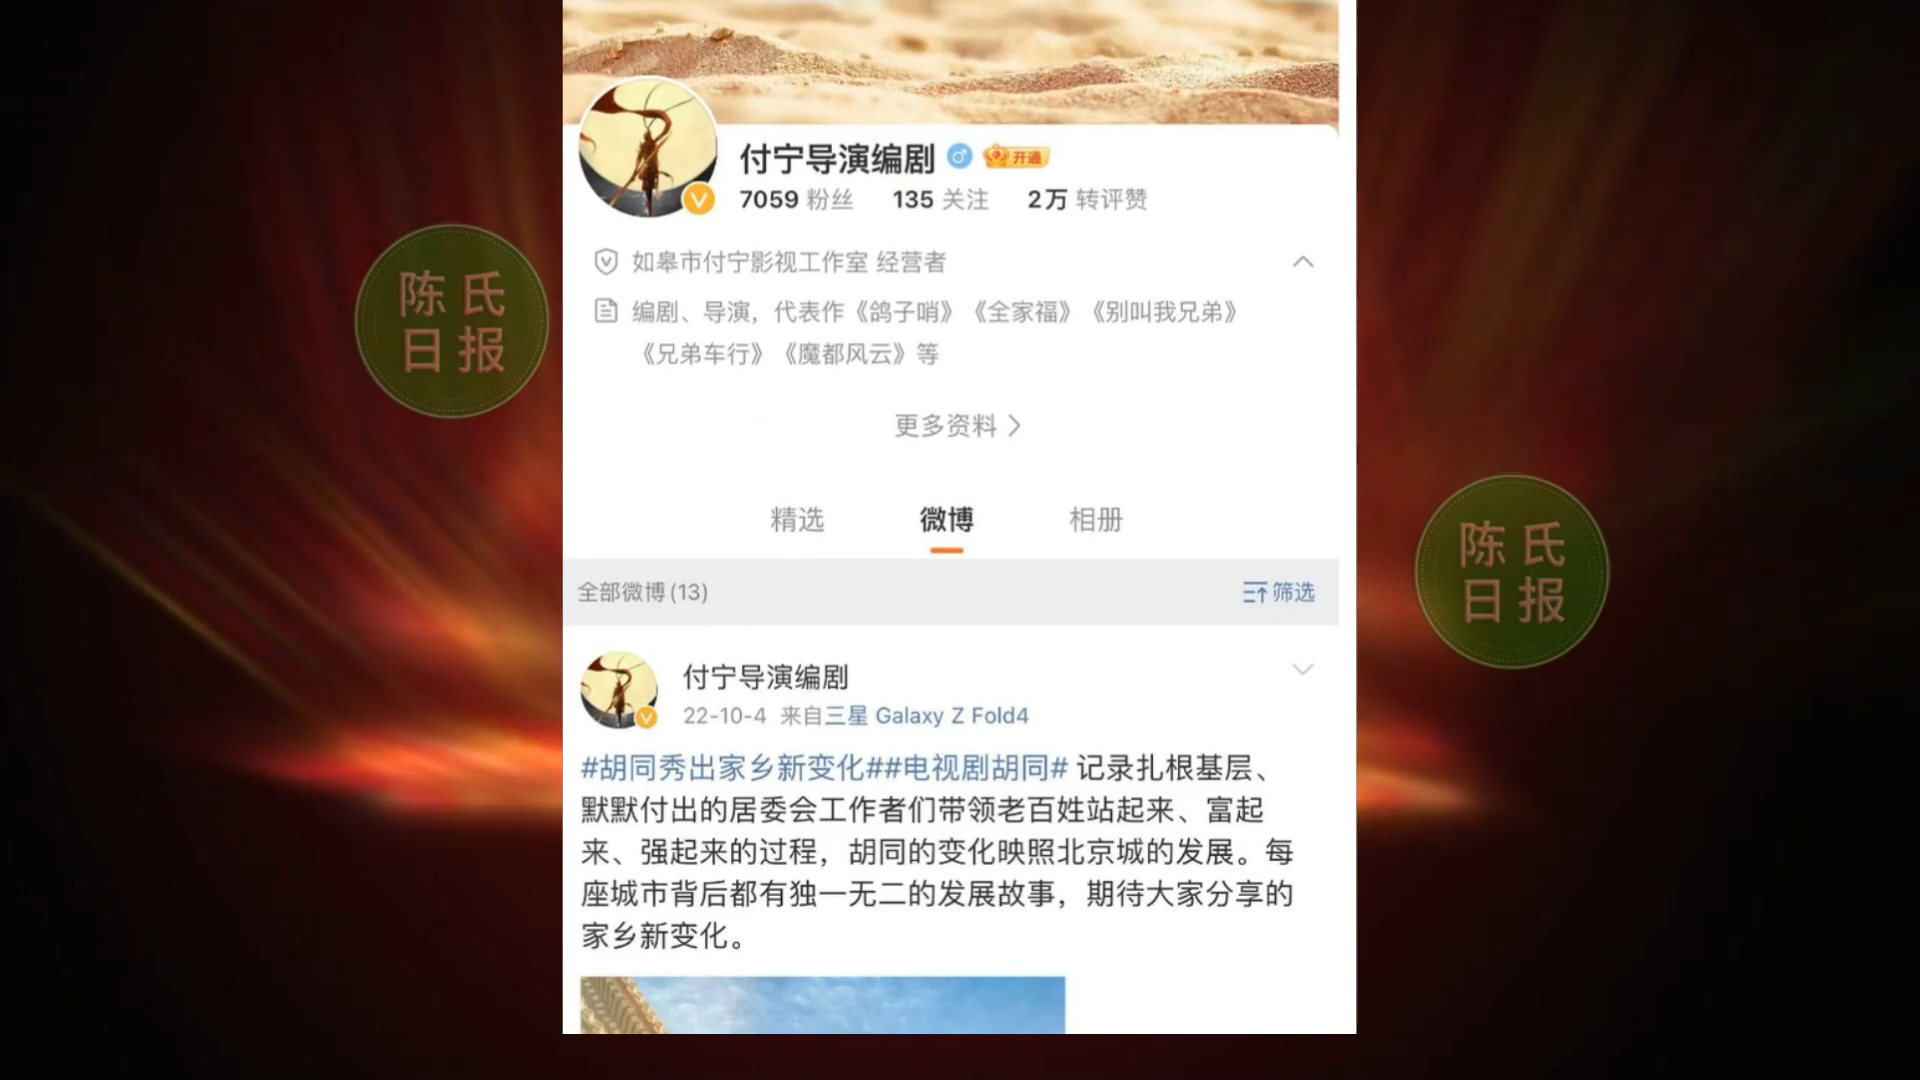 付宁导演编剧 开通
7059 粉丝 135 关注 2万 转评赞
如皋市付宁影视工作室 经营者
编剧、导演，代表作《鸽子哨》《全家福》《别叫我兄弟》
《兄弟车行》《魔都风云》等
更多资料
精选 微博 相册
全部微博(13) 筛选
付宁导演编剧
22-10-4 来自三星 Galaxy Z Fold4
#胡同秀出家乡新变化##电视剧胡同# 记录扎根基层、
默默付出的居委会工作者们带领老百姓站起来、富起
来、强起来的过程，胡同的变化映照北京城的发展。每
座城市背后都有独一无二的发展故事，期待大家分享的
家乡新变化。
陈氏
日报
陈氏
日报